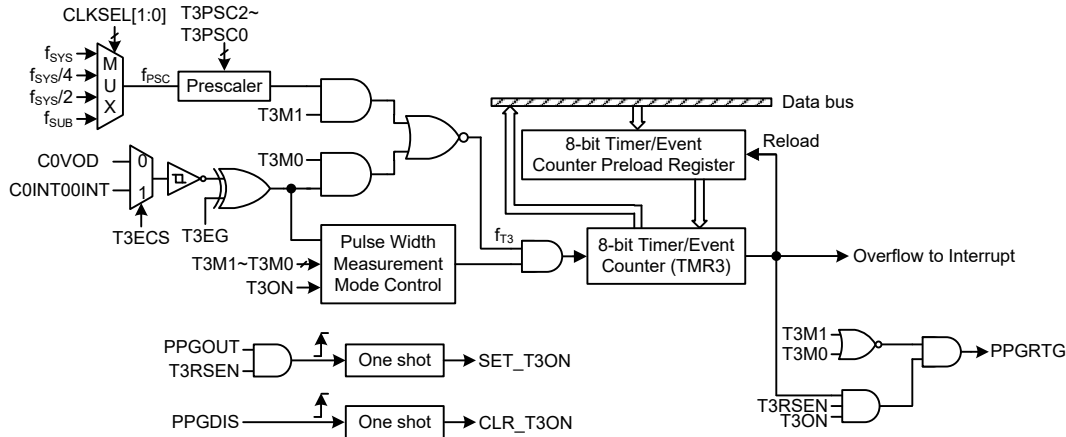 CLKSEL[1:0]
T3PSC2~
T3PSC0
fSYS
fSYS/4
fSYS/2
fSUB
M
U
X
fPSC
Prescaler
T3M1
Data bus
8-bit Timer/Event
Counter Preload Register
Reload
C0VOD
C0INT00INT
0
1
T3ECS
T3EG
T3M0
Pulse Width
Measurement
Mode Control
T3M1~T3M0
T3ON
fT3
8-bit Timer/Event
Counter (TMR3)
Overflow to Interrupt
PPGOUT
T3RSEN
One shot
SET_T3ON
PPGDIS
One shot
CLR_T3ON
T3M1
T3M0
PPGRTG
T3RSEN
T3ON